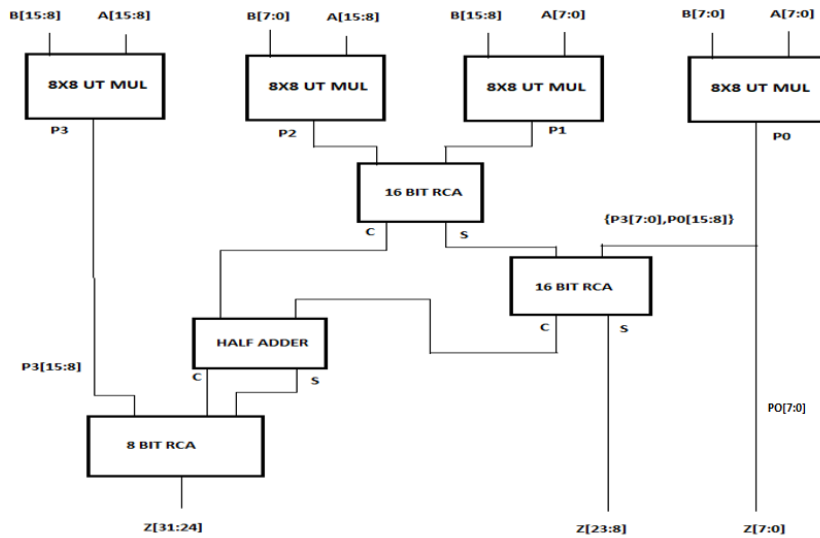 B[15:8] A[15:8] B[7:0] A[15:8] B[15:8] A[7:0] B[7:0] A[7:0]
8X8 UT MUL 8X8 UT MUL 8X8 UT MUL 8X8 UT MUL
P3 P2 P1 P0
16 BIT RCA
C S
{P3[7:0],P0[15:8]}
16 BIT RCA
C S
HALF ADDER
C S
P3[15:8]
PO[7:0]
8 BIT RCA
Z[31:24] Z[23:8] Z[7:0]